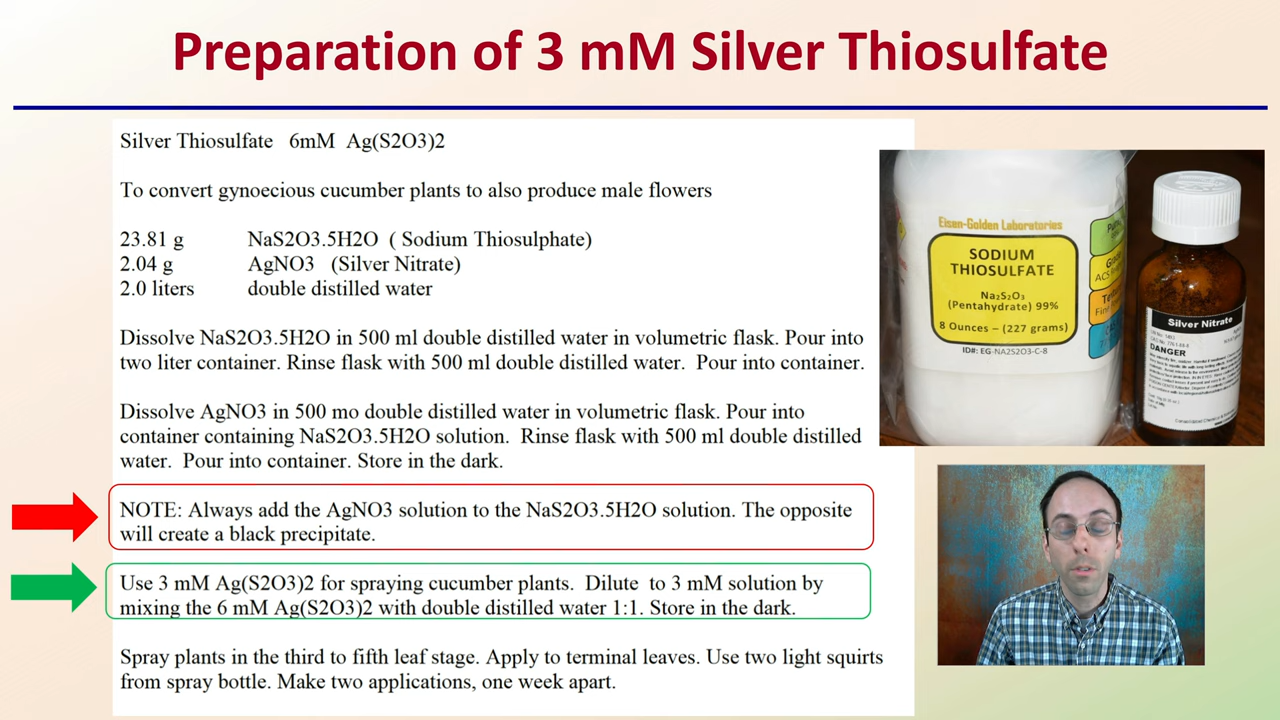 Preparation of 3 mM Silver Thiosulfate
Silver Thiosulfate 6mM Ag(S2O3)2
To convert gynoecious cucumber plants to also produce male flowers
23.81 g NaS2O3.5H2O ( Sodium Thiosulphate)
2.04 g AgNO3 (Silver Nitrate)
2.0 liters double distilled water
Dissolve NaS2O3.5H2O in 500 ml doube distilled water in volumetric flask. Pour into
two liter container. Rinse flask with 500 ml double distilled water. Pour into container.
Dissolve AgNO3 in 500 mo double distilled water in volumetric flask. Pour into
container containing NaS2O3.5H2O solution. Rinse flask with 500 ml double distilled
water. Pour into container. Store in the dark.
NOTE: Always add the AgNO3 solution to the NaS2O3.5H2O solution. The opposite
will create a black precipitate.
Use 3 mM Ag(S2O3)2 for spraying cucumber plants. Dilute to 3 mM solution by
mixing the 6 mM Ag(S2O3)2 with double distilled water 1:1. Store in the dark.
Spray plants in the third to fifth leaf stage. Apply to terminal leaves. Use two light squirts
from spray bottle. Make two applications, one week apart.
Eisen-Golden Laboratories
SODIUM
THIOSULFATE
Na₂S₂O₃
(Pentahydrate) 99%
8 Ounces – (227 grams)
ID#: EG-NA2S2O3-C-8
Silver Nitrate
DANGER